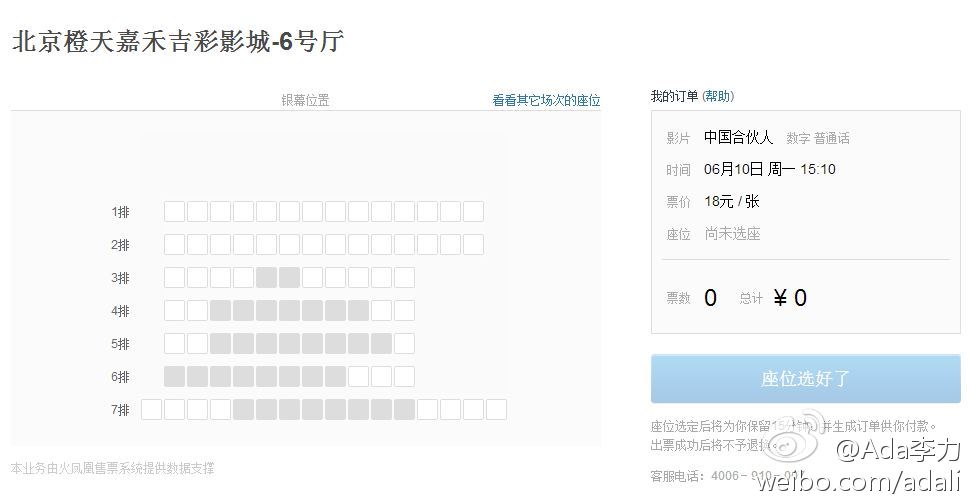 北京橙天嘉禾吉彩影城-6号厅
银幕位置
看看其它场次的座位
1排
2排
3排
4排
5排
6排
7排
本业务由火凤凰售票系统提供数据支撑
我的订单 (帮助)
影片 中国合伙人 数字 普通话
时间 06月10日 周一 15:10
票价 18元 / 张
座位 尚未选座
票数 0 总计 ¥ 0
座位选好了
座位选定后将为你保留15分钟，并生成订单供你付款。
出票成功后将不予退换。
客服电话：4006-910-
@Ada李力
weibo.com/adali